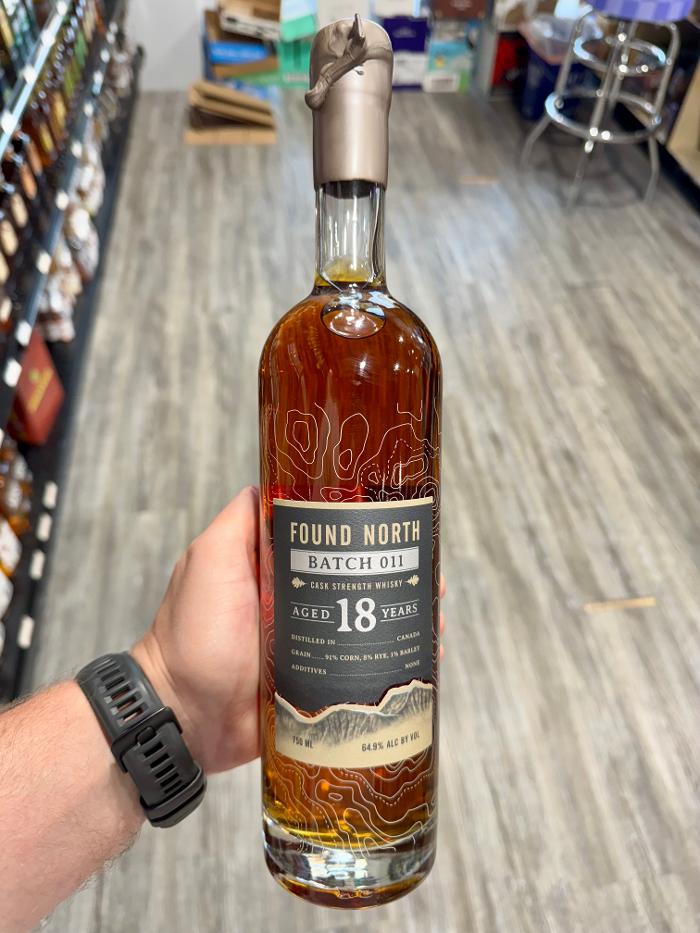 FOUND NORTH
BATCH 011
CASK STRENGTH WHISKY
AGED 18 YEARS
DISTILLED IN CANADA
GRAIN 91% CORN, 8% RYE, 1% BARLEY
ADDITIVES NONE
750 ML 64.9% ALC BY VOL